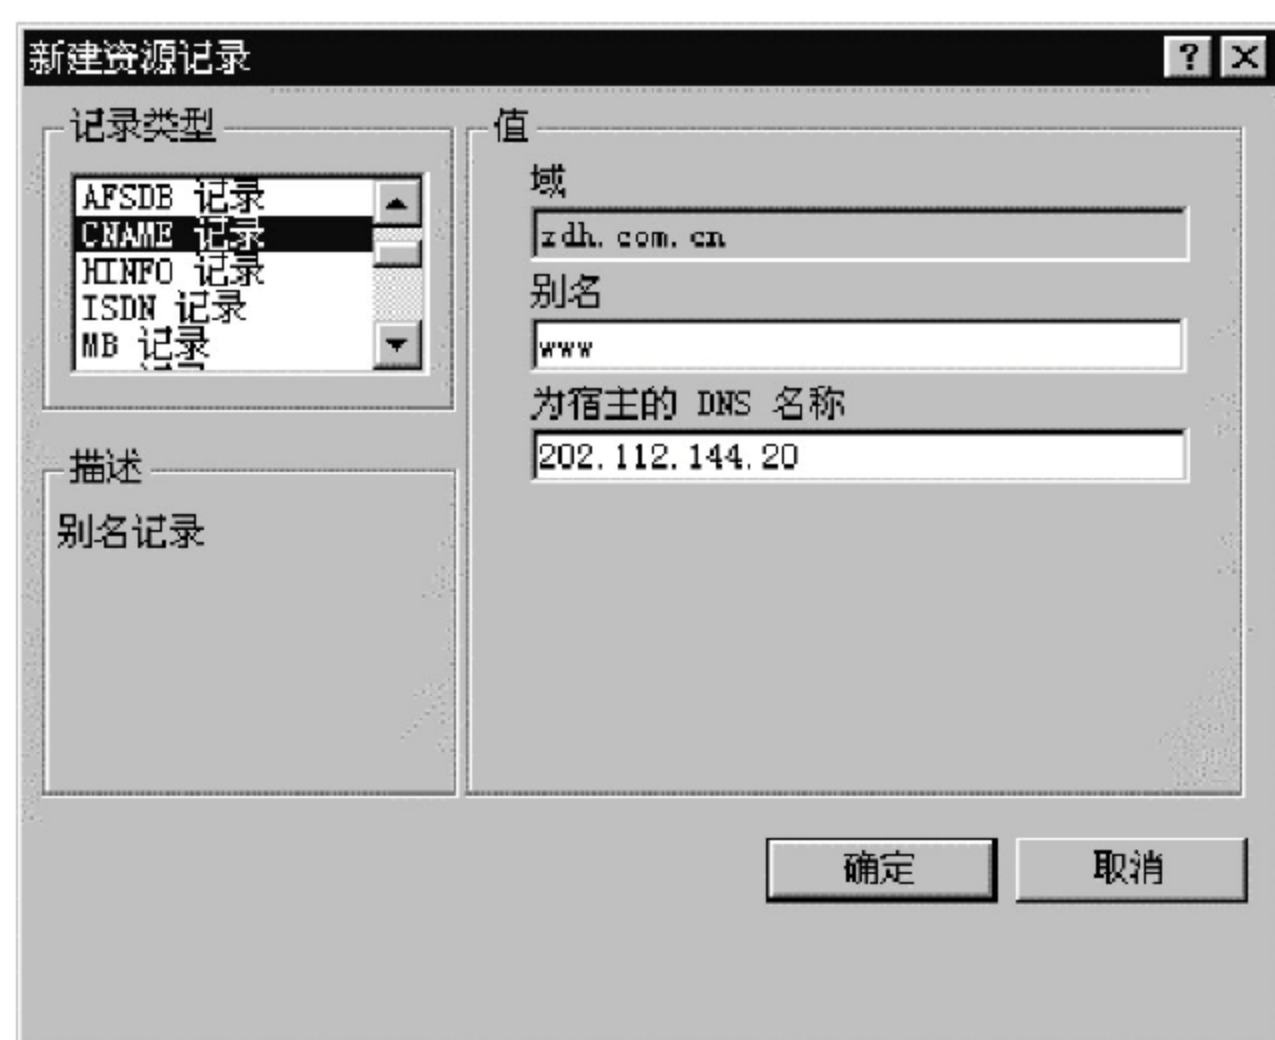 新建资源记录
记录类型
AFSDB 记录
CNAME 记录
HINFO 记录
ISDN 记录
MB 记录
描述
别名记录
值
域
zdh.com.cn
别名
www
为宿主的 DNS 名称
202.112.144.20
确定
取消